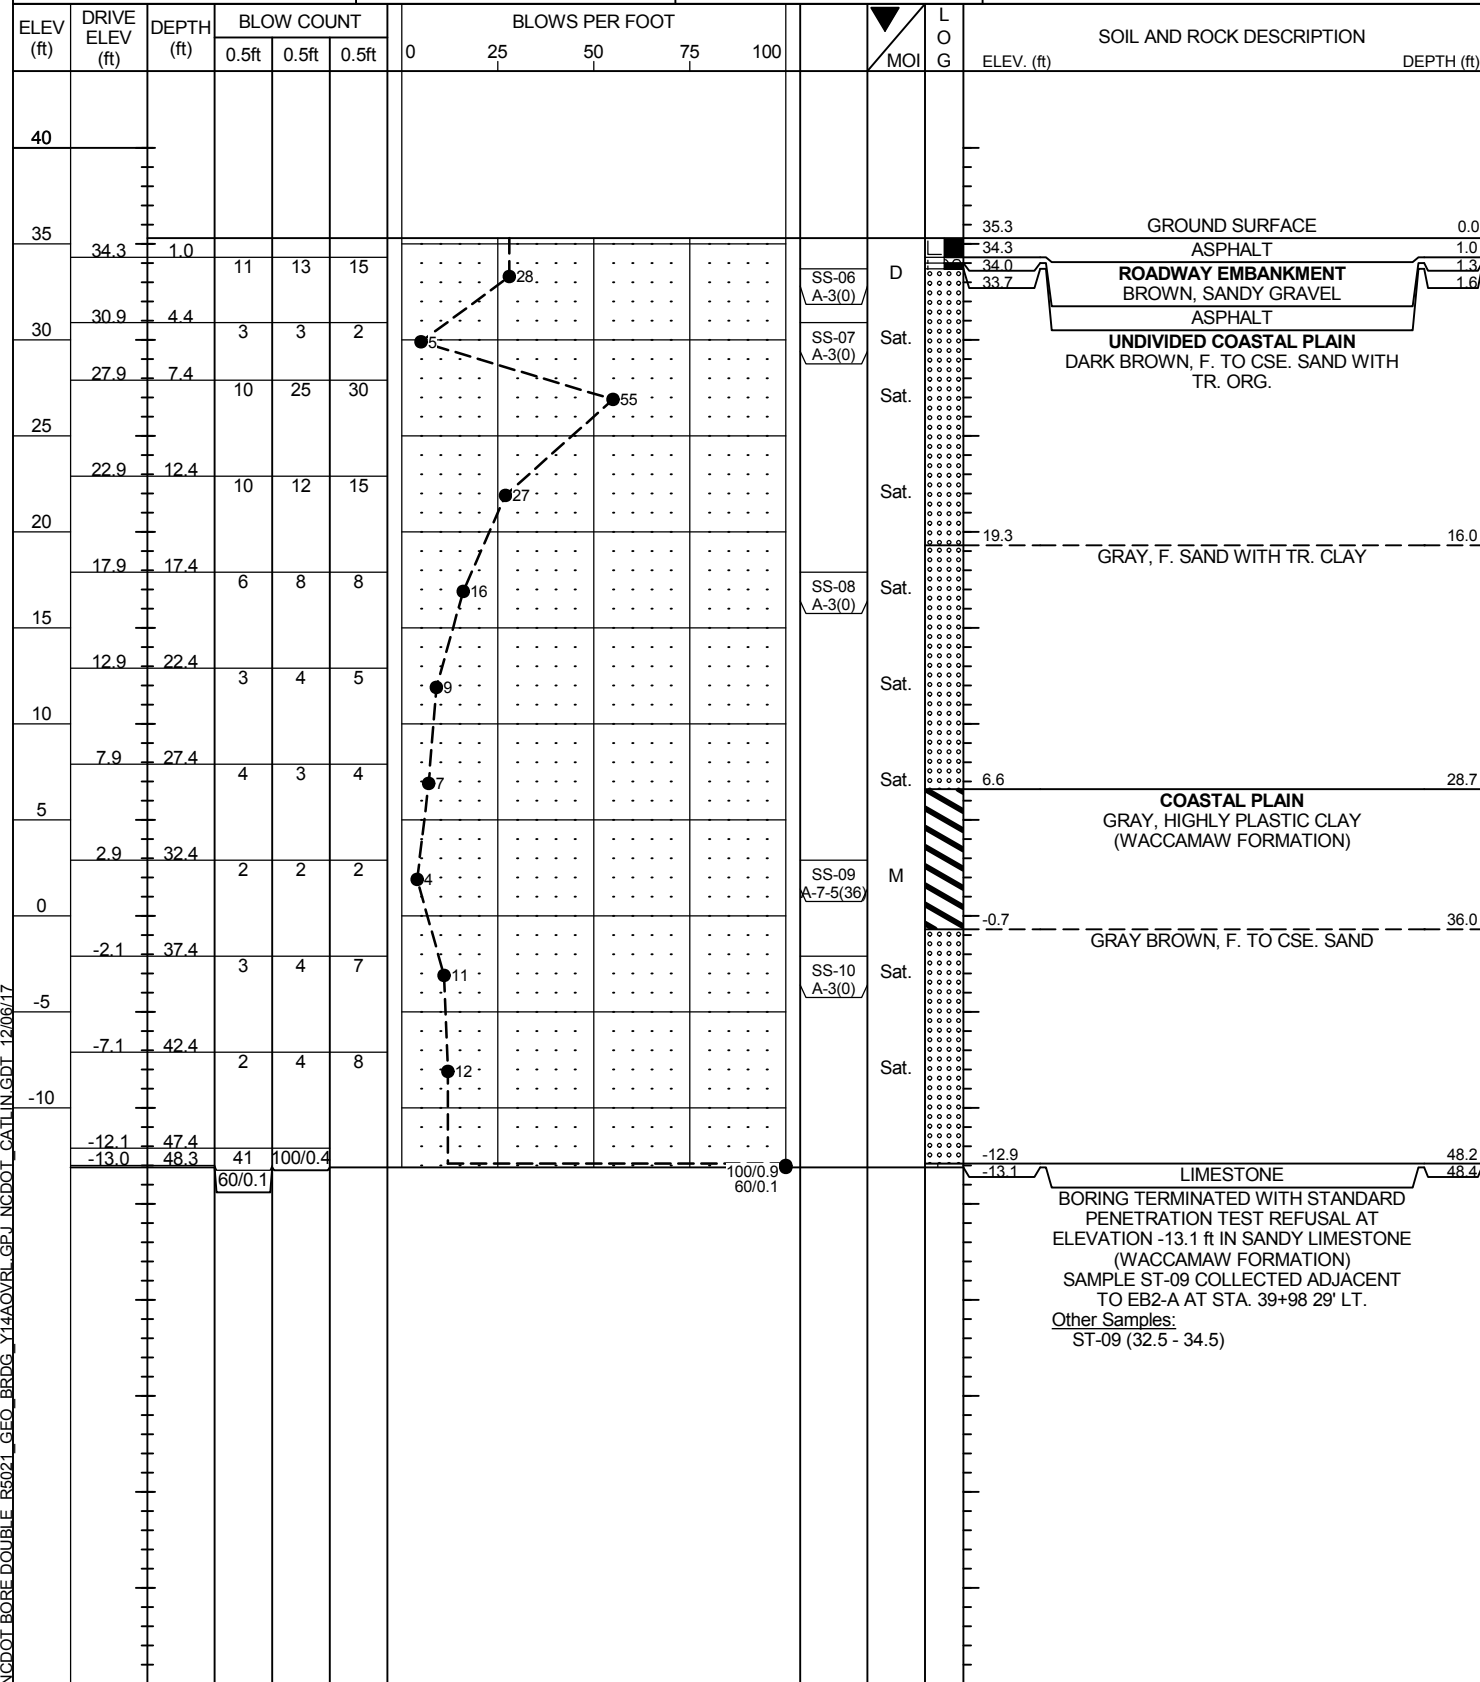 ELEV (ft) DRIVE ELEV (ft) DEPTH (ft) BLOW COUNT BLOWS PER FOOT MOI LOG SOIL AND ROCK DESCRIPTION
0.5ft 0.5ft 0.5ft 0 25 50 75 100 ELEV. (ft) DEPTH (ft)
40
35.3 GROUND SURFACE 0.0
35
34.3 1.0 34.3 ASPHALT 1.0
11 13 15 28 SS-06 D 34.0 ROADWAY EMBANKMENT 1.3
A-3(0) 33.7 BROWN, SANDY GRAVEL 1.6
30.9 4.4 ASPHALT
30 3 3 2 5 SS-07 Sat. UNDIVIDED COASTAL PLAIN
A-3(0) DARK BROWN, F. TO CSE. SAND WITH
27.9 7.4 TR. ORG.
10 25 30 55 Sat.
25
22.9 12.4
10 12 15 27 Sat.
20
19.3 16.0
GRAY, F. SAND WITH TR. CLAY
17.9 17.4
6 8 8 16 SS-08 Sat.
A-3(0)
15
12.9 22.4
3 4 5 9 Sat.
10
7.9 27.4
4 3 4 7 Sat. 6.6 28.7
COASTAL PLAIN
5 GRAY, HIGHLY PLASTIC CLAY
(WACCAMAW FORMATION)
2.9 32.4
2 2 2 4 SS-09 M
A-7-5(36)
0
-0.7 36.0
GRAY BROWN, F. TO CSE. SAND
-2.1 37.4
3 4 7 11 SS-10 Sat.
A-3(0)
-5
-7.1 42.4
2 4 8 12 Sat.
-10
-12.1 47.4
-13.0 48.3 41 100/0.4 -12.9 48.2
60/0.1 100/0.9 -13.1 LIMESTONE 48.4
60/0.1
BORING TERMINATED WITH STANDARD
PENETRATION TEST REFUSAL AT
ELEVATION -13.1 ft IN SANDY LIMESTONE
(WACCAMAW FORMATION)
SAMPLE ST-09 COLLECTED ADJACENT
TO EB2-A AT STA. 39+98 29' LT.
Other Samples:
ST-09 (32.5 - 34.5)
NCDOT BORE DOUBLE R5021_GEO_BRDG_Y14AOVRL.GPJ NCDOT_CATLIN.GDT 12/06/17